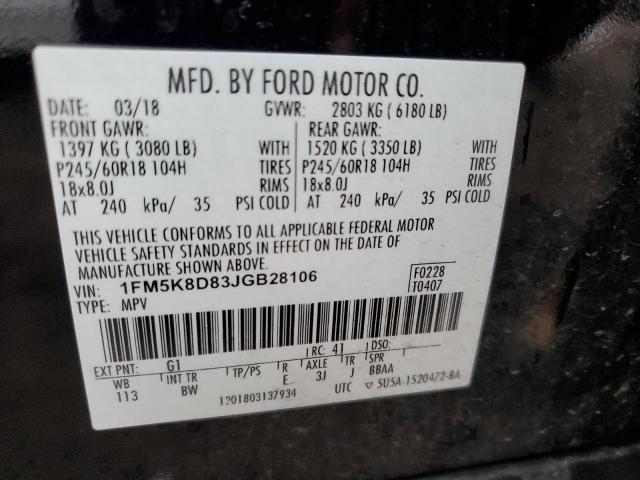 MFD. BY FORD MOTOR CO.
DATE: 03/18 GVWR: 2803 KG ( 6180 LB)
FRONT GAWR: REAR GAWR:
1397 KG ( 3080 LB) 1520 KG ( 3350 LB)
P245/60R18 104H TIRES P245/60R18 104H TIRES
18x8.0J RIMS 18x8.0J RIMS
AT 240 kPa/ 35 PSI COLD AT 240 kPa/ 35 PSI COLD
THIS VEHICLE CONFORMS TO ALL APPLICABLE FEDERAL MOTOR
VEHICLE SAFETY STANDARDS IN EFFECT ON THE DATE OF
MANUFACTURE SHOWN ABOVE.
VIN: 1FM5K8D83JGB28106 F0228
TYPE: MPV T0407
EXT PNT: G1 RC: 41 DSO:
WB INT TR TP/PS R AXLE TR SPR
113 BW E 3J J BBAA
1201803137934 UTC ▽ 5U5A-1520472-BA